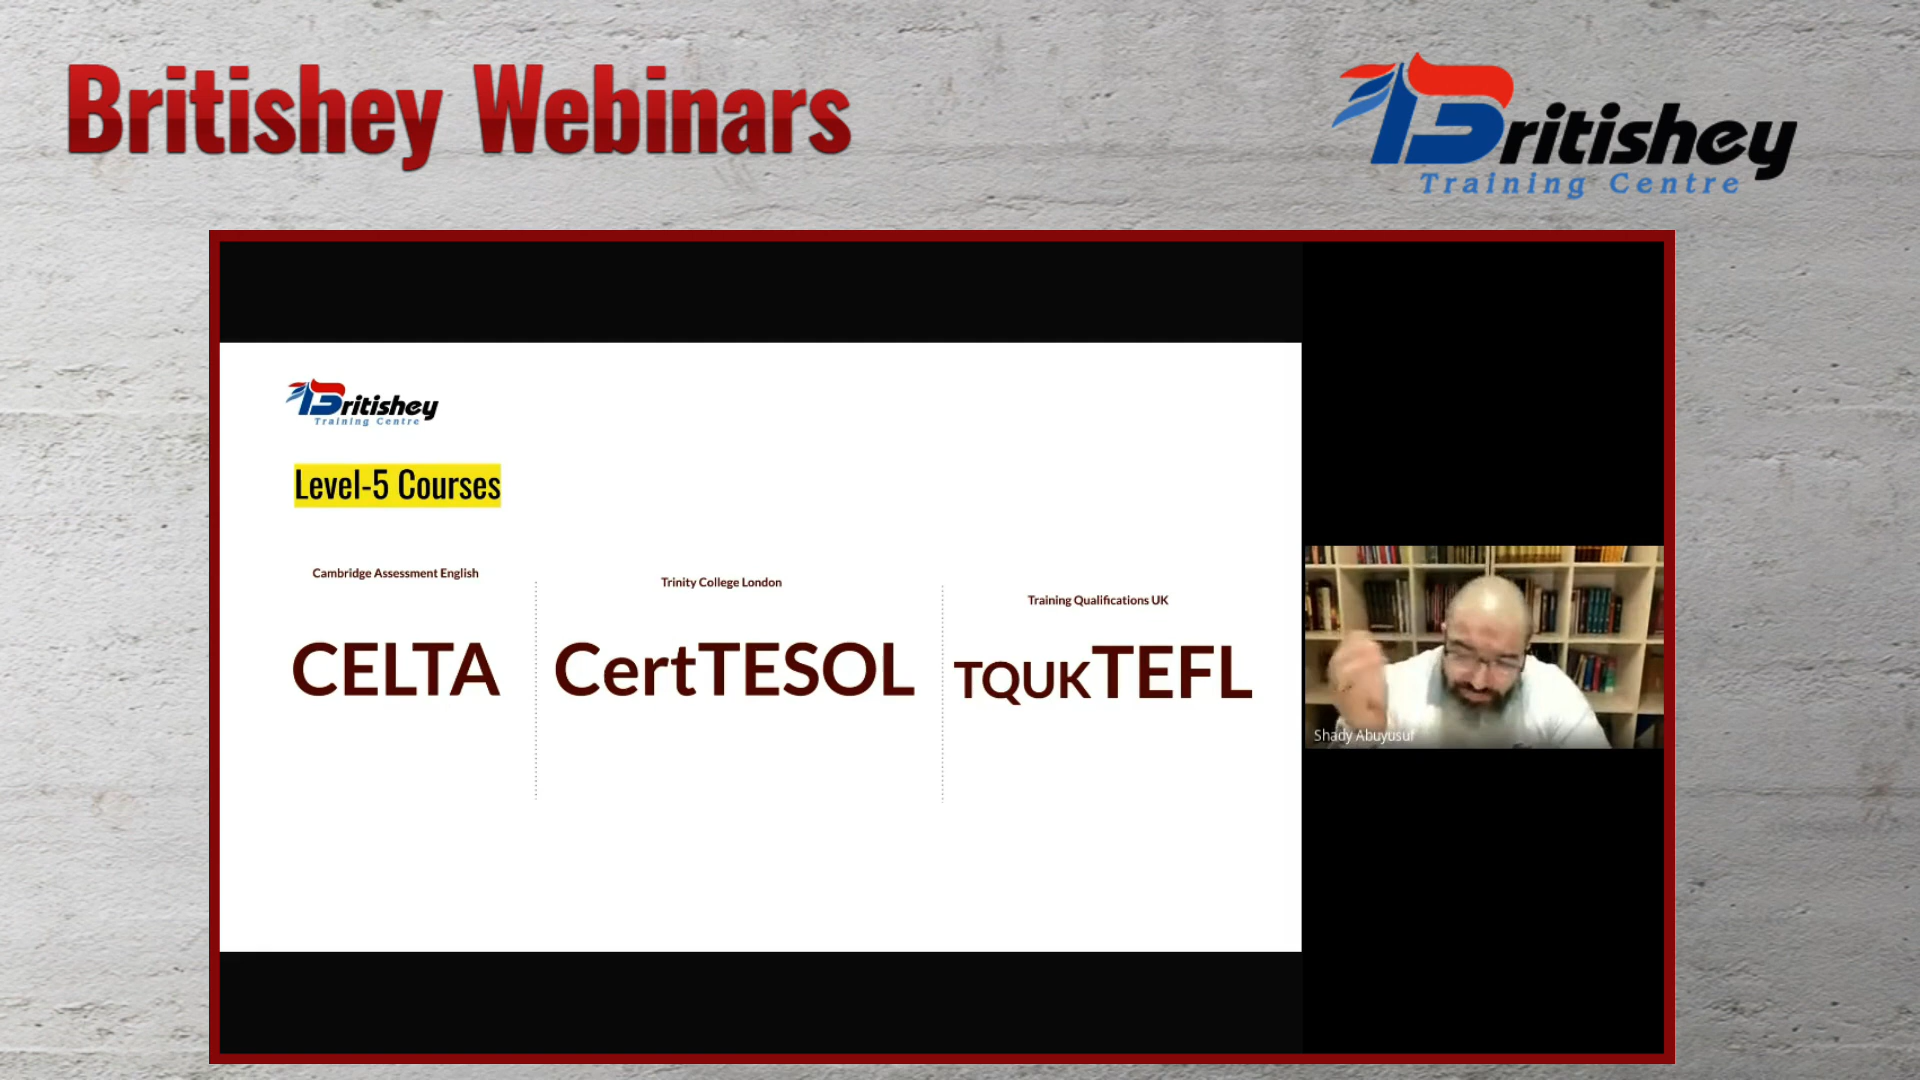 Britishey Webinars
Britishey
Training Centre
Britishey
Training Centre
Level-5 Courses
Cambridge Assessment English
CELTA
Trinity College London
CertTESOL
Training Qualifications UK
TQUKTEFL
Shady Abuyusuf